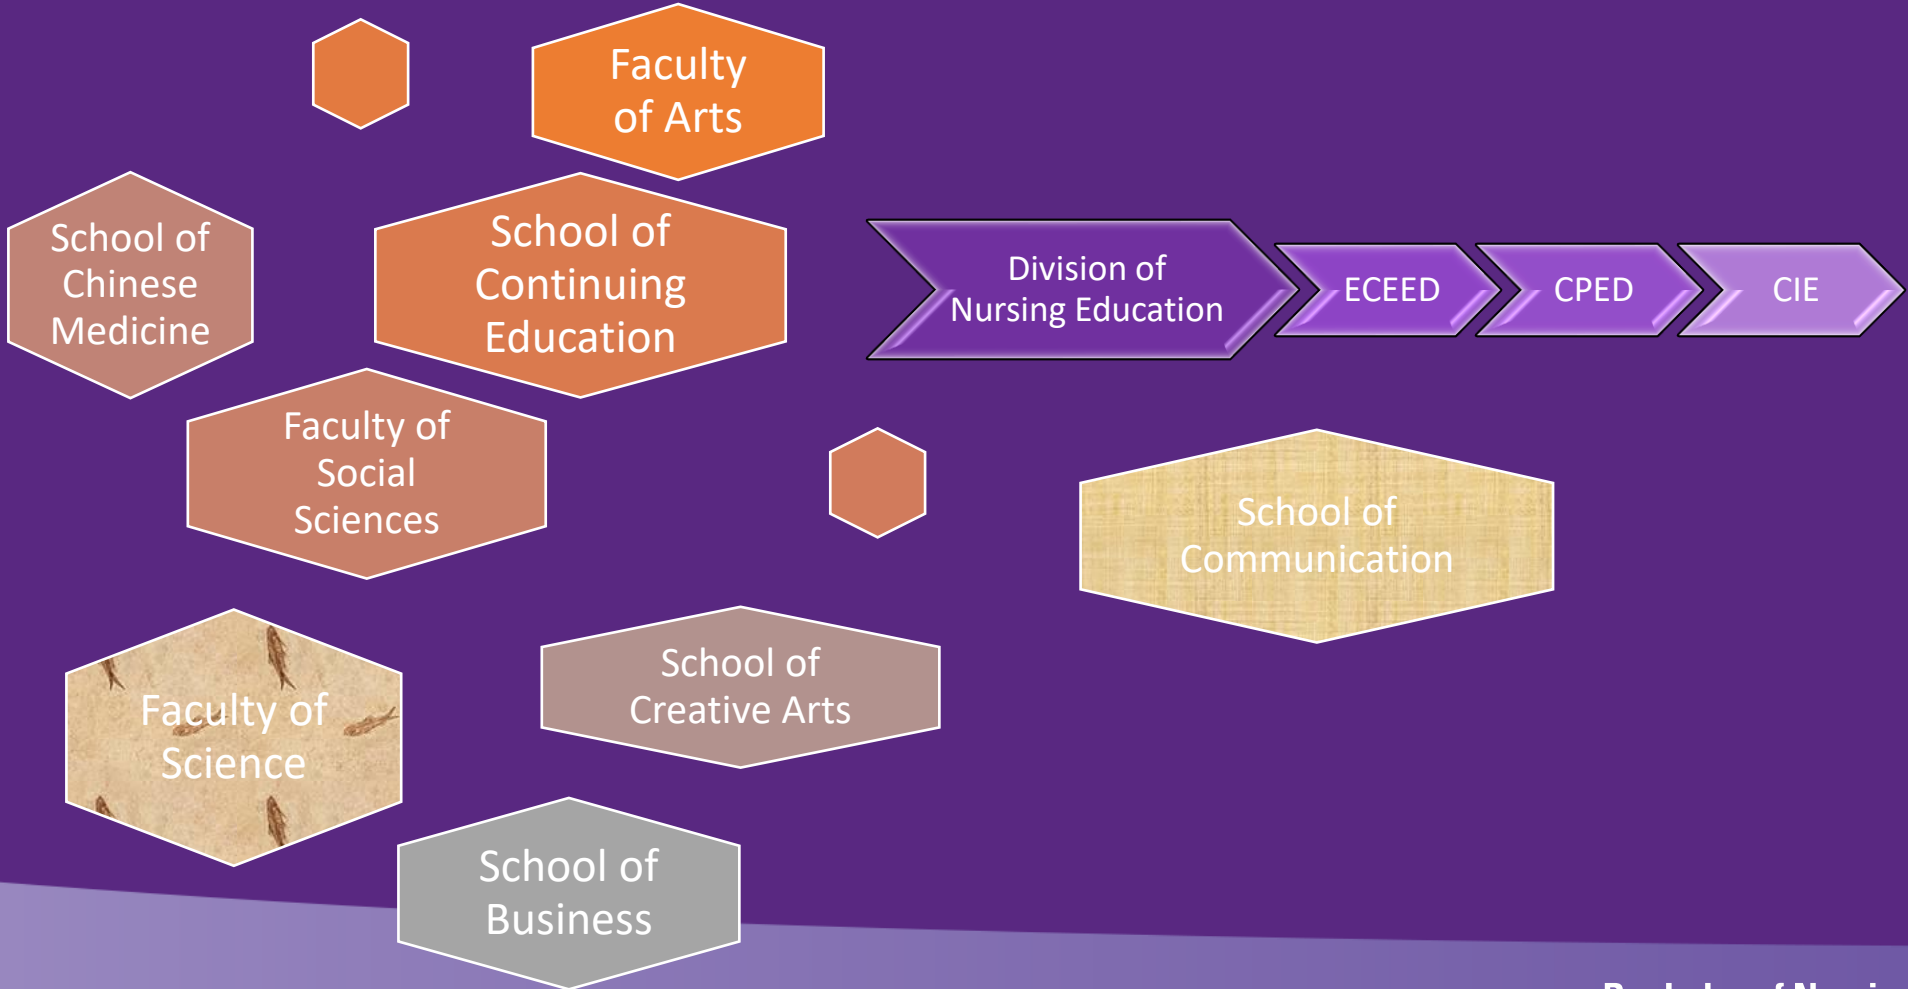 Faculty
of Arts
School of
Chinese
Medicine
School of
Continuing
Education
Division of
Nursing Education
ECEED
CPED
CIE
Faculty of
Social
Sciences
School of
Communication
School of
Creative Arts
Faculty of
Science
School of
Business